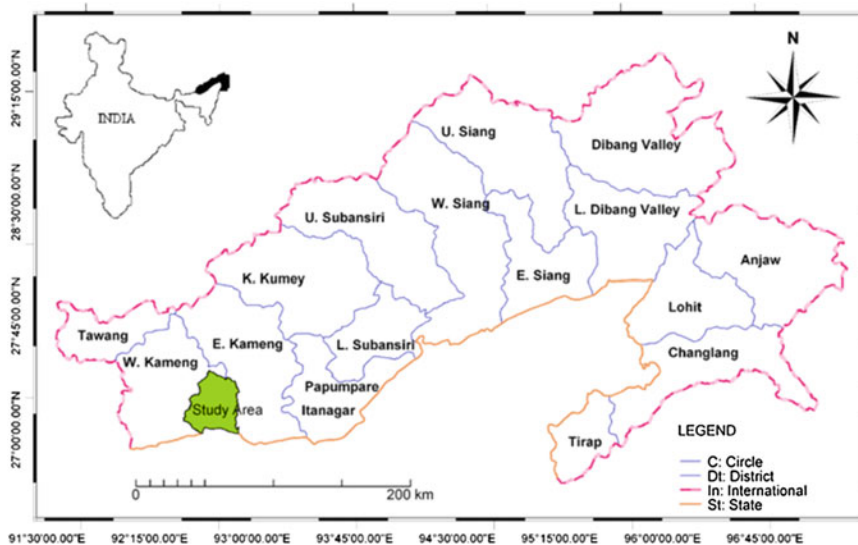 N
INDIA
U. Siang
Dibang Valley
W. Siang
L. Dibang Valley
U. Subansiri
Anjaw
E. Siang
K. Kumey
Lohit
Tawang
E. Kameng
L. Subansiri
W. Kameng
Changlang
Papumpare
Study Area
Itanagar
Tirap
LEGEND
C: Circle
Dt: District
In: International
St: State
0
200 km
29°15'00.00"N
28°30'00.00"N
27°45'00.00"N
27°00'00.00"N
91°30'00.00"E
92°15'00.00"E
93°00'00.00"E
93°45'00.00"E
94°30'00.00"E
95°15'00.00"E
96°00'00.00"E
96°45'00.00"E